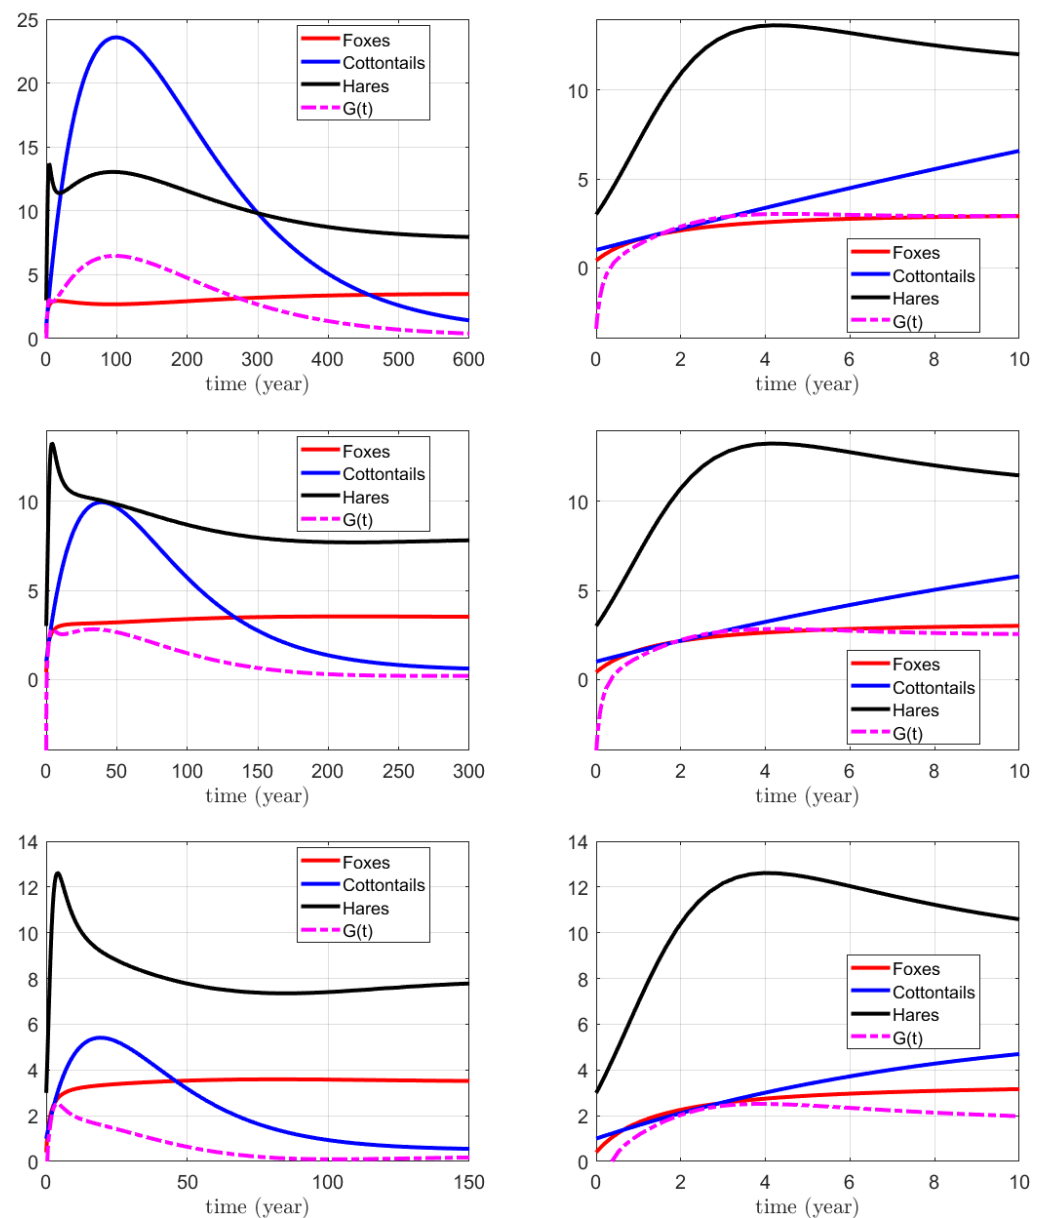 25
20
15
10
5
0
Foxes
Cottontails
Hares
G(t)
0 100 200 300 400 500 600
time (year)
10
5
0
Foxes
Cottontails
Hares
G(t)
0 2 4 6 8 10
time (year)
10
5
0
Foxes
Cottontails
Hares
G(t)
0 50 100 150 200 250 300
time (year)
10
5
0
Foxes
Cottontails
Hares
G(t)
0 2 4 6 8 10
time (year)
14
12
10
8
6
4
2
0
Foxes
Cottontails
Hares
G(t)
0 50 100 150
time (year)
14
12
10
8
6
4
2
0
Foxes
Cottontails
Hares
G(t)
0 2 4 6 8 10
time (year)